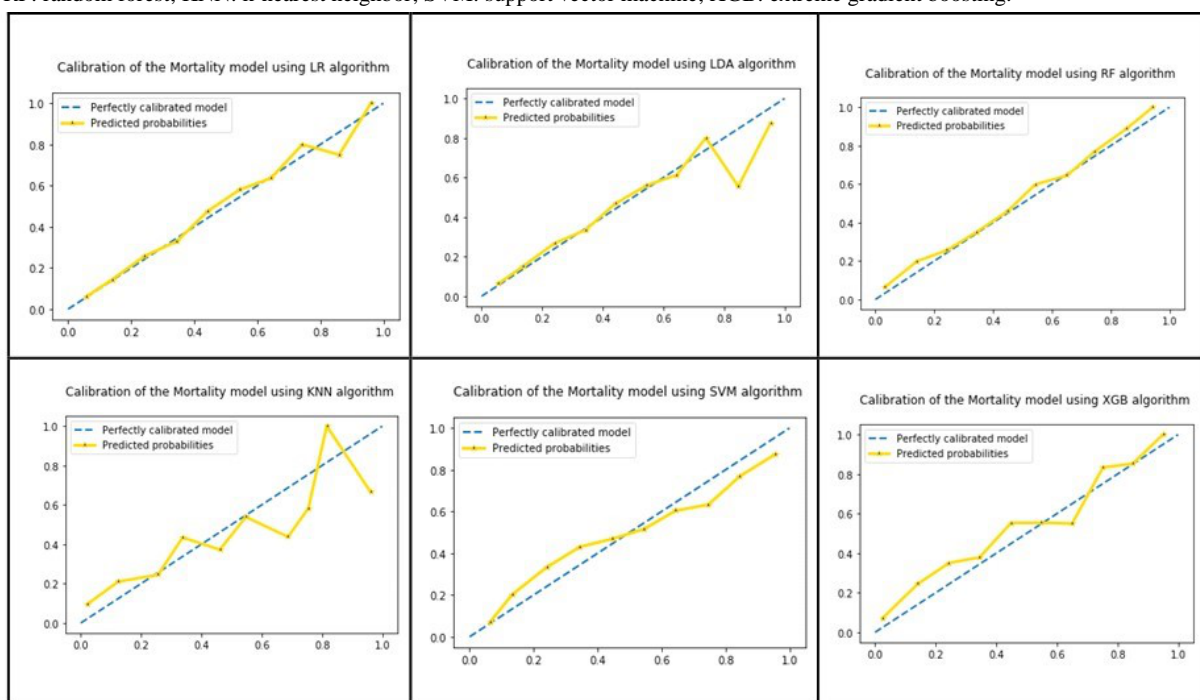 RF: random forest; KNN: k-nearest neighbor; SVM: support vector machine; XGB: extreme gradient boosting.
Calibration of the Mortality model using LR algorithm
1.0
0.8
0.6
0.4
0.2
0.0
Perfectly calibrated model
Predicted probabilities
0.0 0.2 0.4 0.6 0.8 1.0
Calibration of the Mortality model using LDA algorithm
1.0
0.8
0.6
0.4
0.2
0.0
Perfectly calibrated model
Predicted probabilities
0.0 0.2 0.4 0.6 0.8 1.0
Calibration of the Mortality model using RF algorithm
1.0
0.8
0.6
0.4
0.2
0.0
Perfectly calibrated model
Predicted probabilities
0.0 0.2 0.4 0.6 0.8 1.0
Calibration of the Mortality model using KNN algorithm
1.0
0.8
0.6
0.4
0.2
0.0
Perfectly calibrated model
Predicted probabilities
0.0 0.2 0.4 0.6 0.8 1.0
Calibration of the Mortality model using SVM algorithm
1.0
0.8
0.6
0.4
0.2
0.0
Perfectly calibrated model
Predicted probabilities
0.0 0.2 0.4 0.6 0.8 1.0
Calibration of the Mortality model using XGB algorithm
1.0
0.8
0.6
0.4
0.2
0.0
Perfectly calibrated model
Predicted probabilities
0.0 0.2 0.4 0.6 0.8 1.0